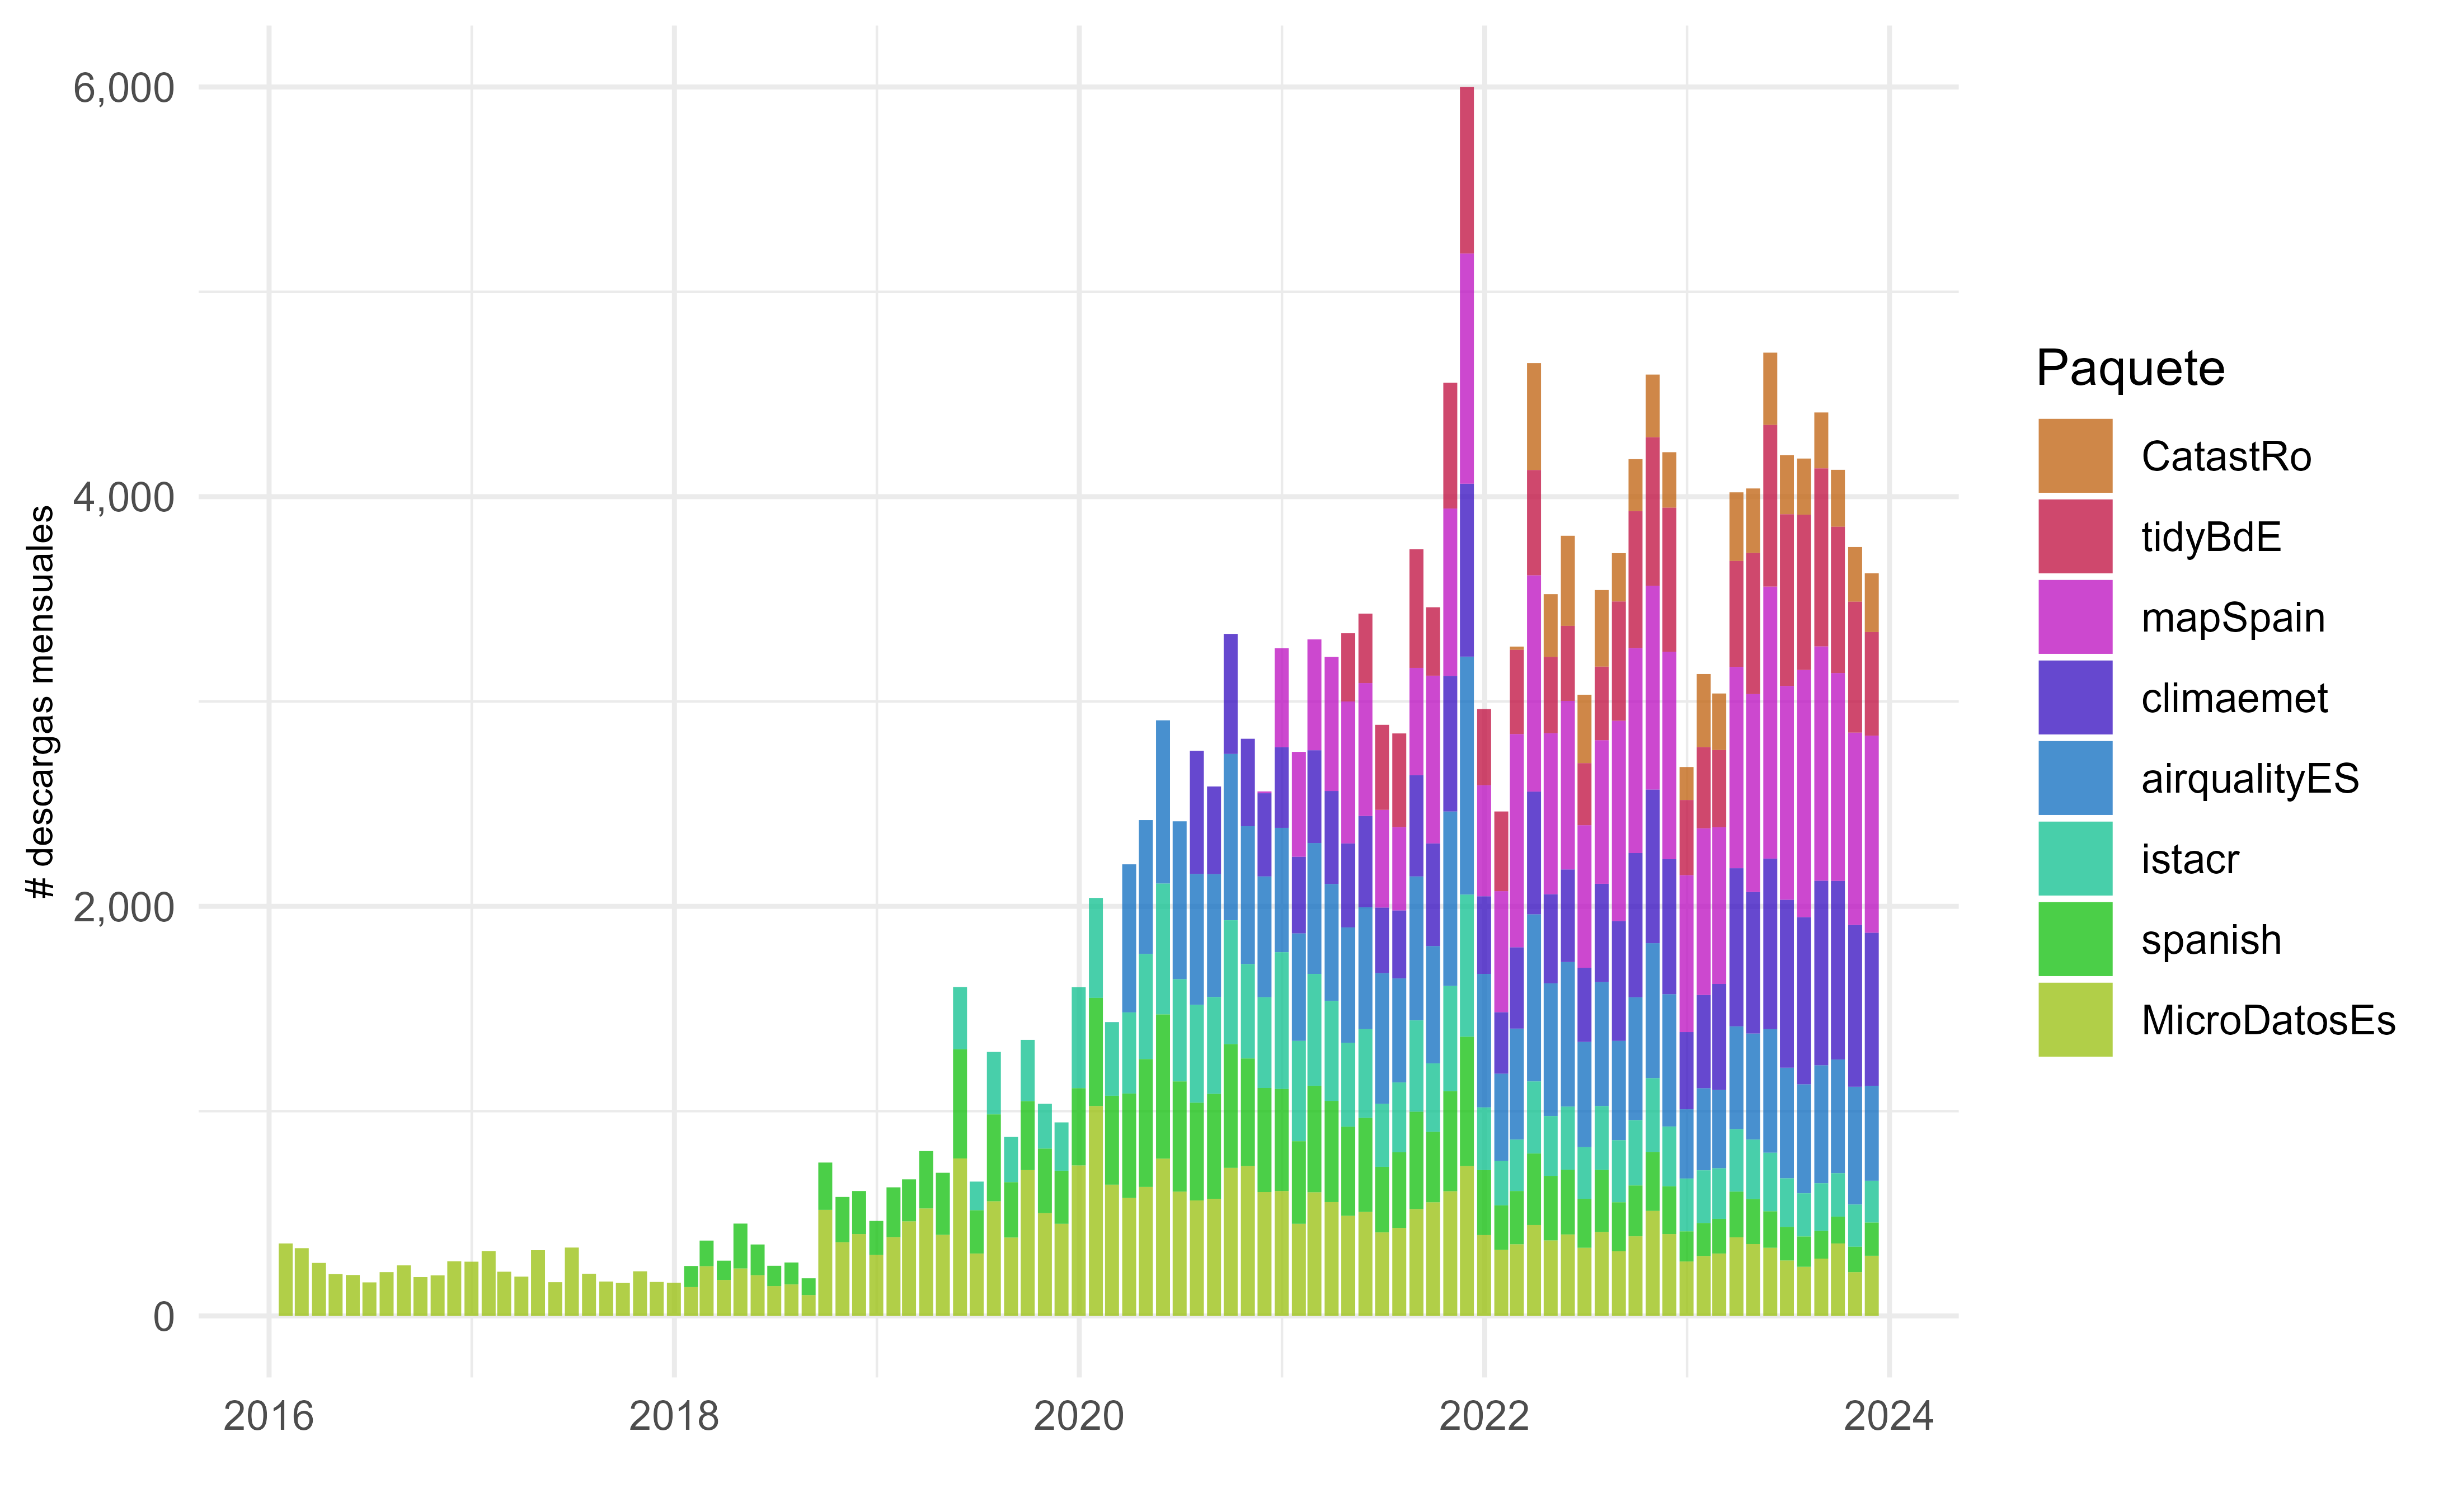 6,000
4,000
2,000
0
# descargas mensuales
2016
2018
2020
2022
2024
Paquete
CatastRo
tidyBdE
mapSpain
climaemet
airqualityES
istacr
spanish
MicroDatosEs